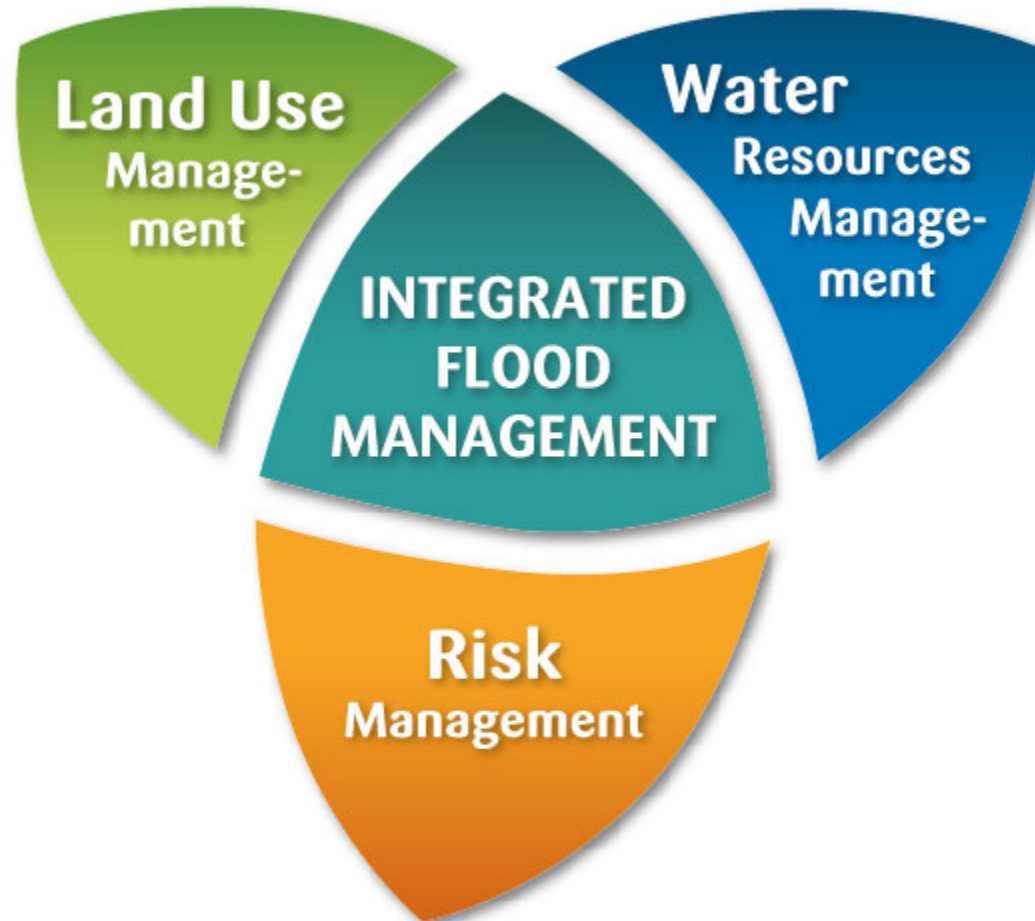 Land Use
Manage-
ment
Water
Resources
Manage-
ment
INTEGRATED
FLOOD
MANAGEMENT
Risk
Management